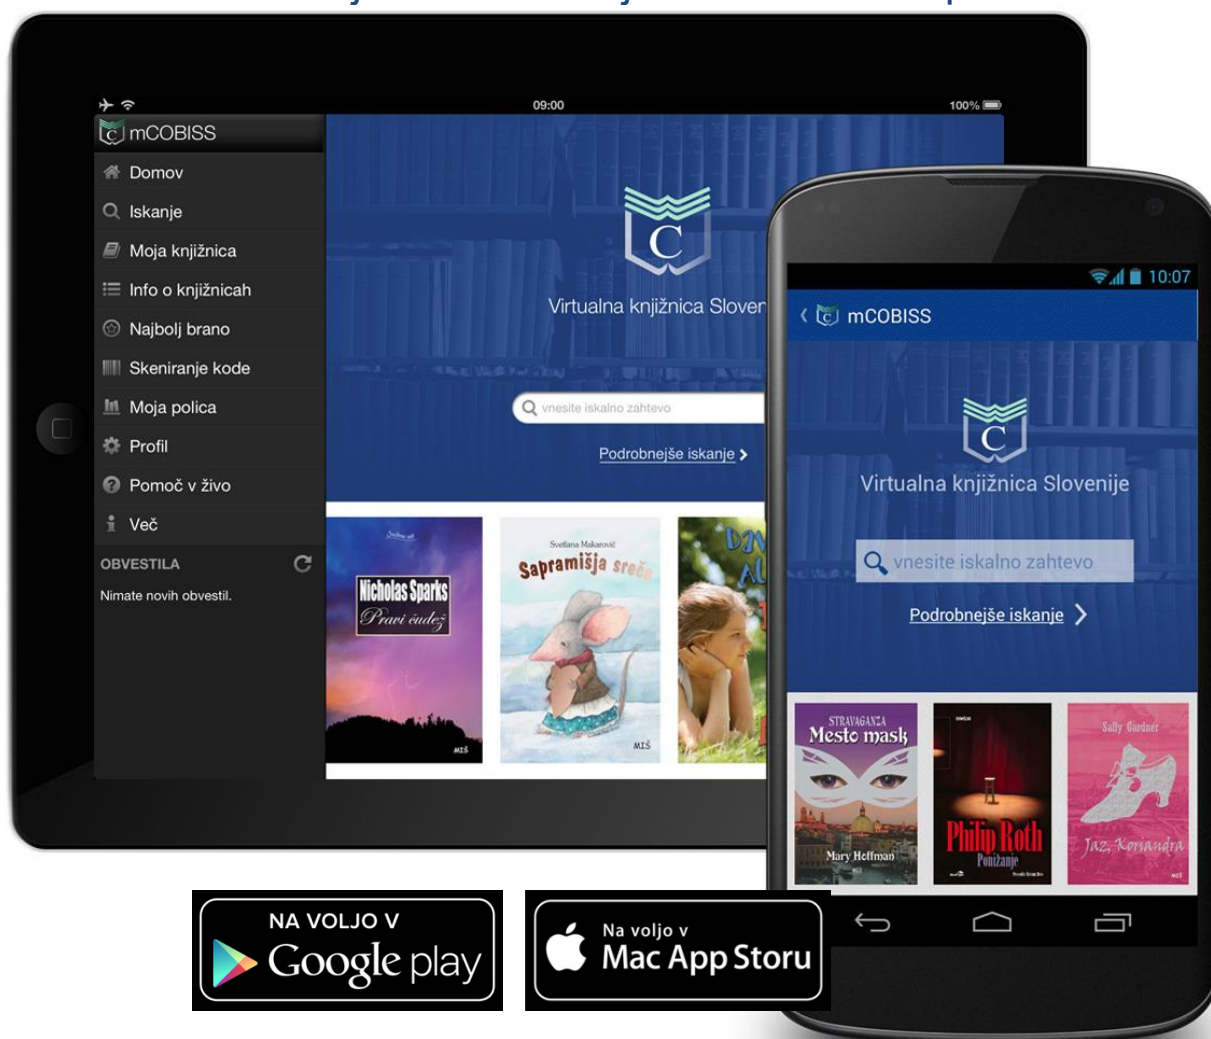 09:00
100%
mCOBISS
Domov
Iskanje
Moja knjižnica
Info o knjižnicah
Najbolj brano
Skeniranje kode
Moja polica
Profil
Pomoč v živo
Več
OBVESTILA
Nimate novih obvestil.
C
Virtualna knjižnica Sloven
vnesite iskalno zahtevo
Podrobnejše iskanje >
Nicholas Sparks
Pravi čudež
MIŠ
Svetlana Makarovič
Sapramišja sreča
MIŠ
10:07
mCOBISS
C
Virtualna knjižnica Slovenije
vnesite iskalno zahtevo
Podrobnejše iskanje
STRAVAGANZA
Mesto mask
Mary Hoffman
Philip Roth
Ponižanje
Sally Gardner
Jaz, Koriandra
MIŠ
NA VOLJO V
Google play
Na voljo v
Mac App Storu